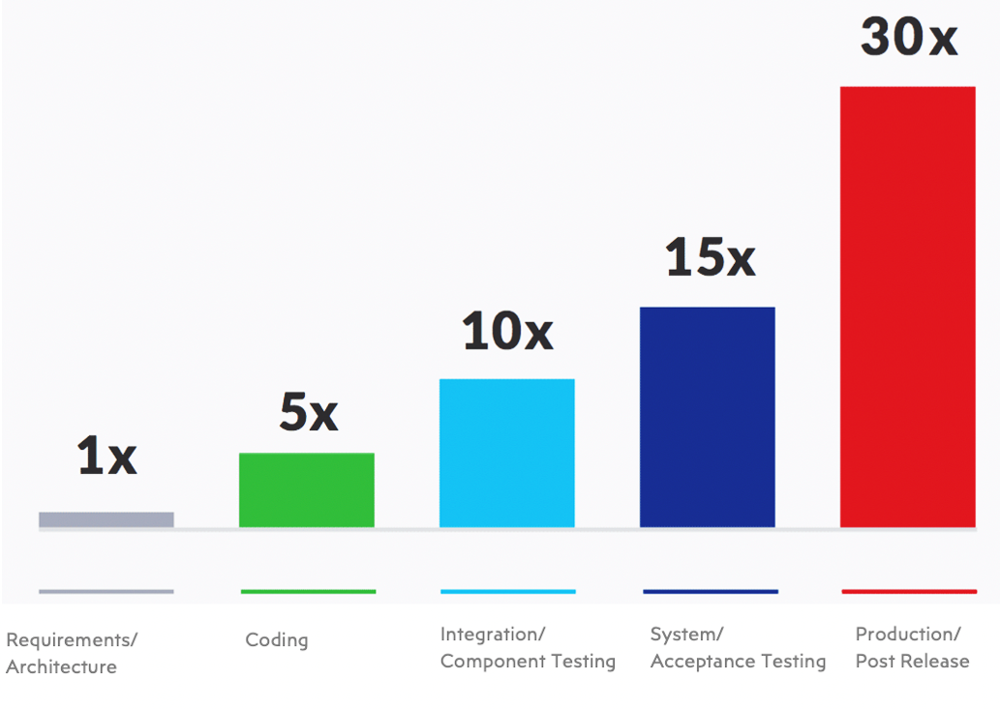 30x
15x
10x
5x
1x
Requirements/
Architecture
Coding
Integration/
Component Testing
System/
Acceptance Testing
Production/
Post Release